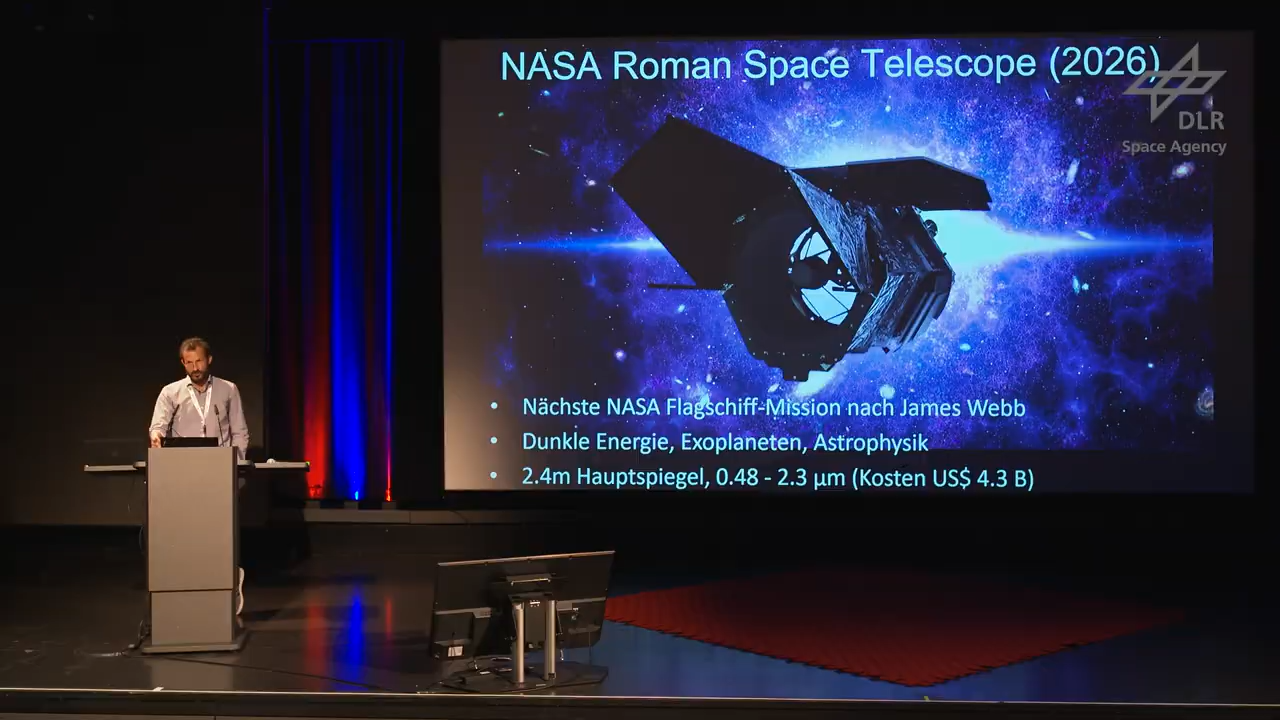 NASA Roman Space Telescope (2026)
DLR
Space Agency
• Nächste NASA Flagschiff-Mission nach James Webb
• Dunkle Energie, Exoplaneten, Astrophysik
• 2.4m Hauptspiegel, 0.48 - 2.3 µm (Kosten US$ 4.3 B)